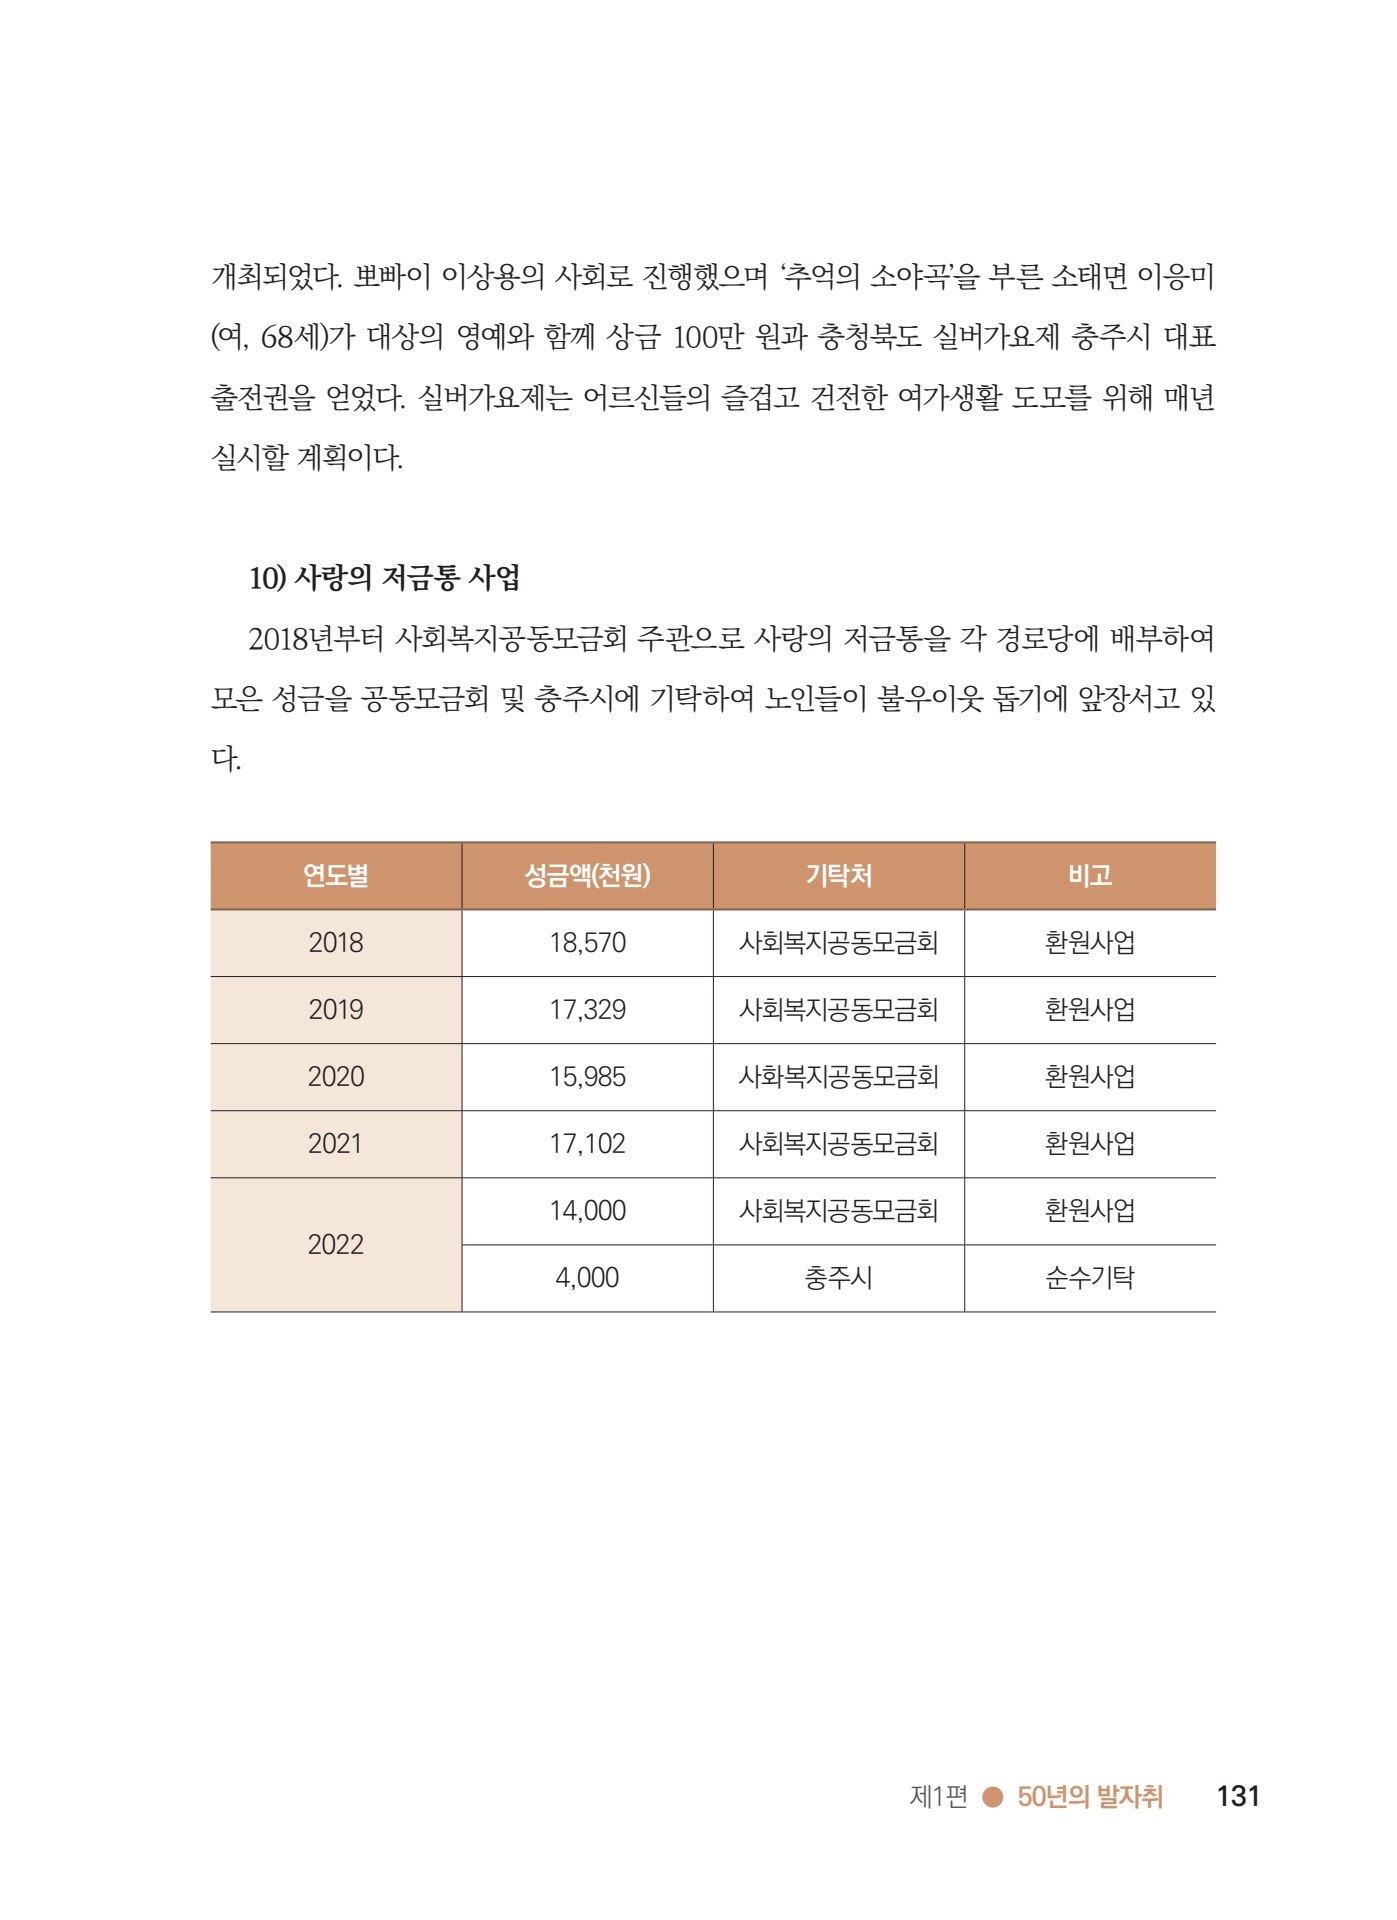 개최되었다. 뽀빠이 이상용의 사회로 진행했으며 ‘추억의 소야곡’을 부른 소태면 이응미
(여, 68세)가 대상의 영예와 함께 상금 100만 원과 충청북도 실버가요제 충주시 대표
출전권을 얻었다. 실버가요제는 어르신들의 즐겁고 건전한 여가생활 도모를 위해 매년
실시할 계획이다.
10) 사랑의 저금통 사업
2018년부터 사회복지공동모금회 주관으로 사랑의 저금통을 각 경로당에 배부하여
모은 성금을 공동모금회 및 충주시에 기탁하여 노인들이 불우이웃 돕기에 앞장서고 있
다.
연도별 성금액(천원) 기탁처 비고
2018 18,570 사회복지공동모금회 환원사업
2019 17,329 사회복지공동모금회 환원사업
2020 15,985 사화복지공동모금회 환원사업
2021 17,102 사회복지공동모금회 환원사업
2022 14,000 사회복지공동모금회 환원사업
4,000 충주시 순수기탁
제1편 ● 50년의 발자취 131